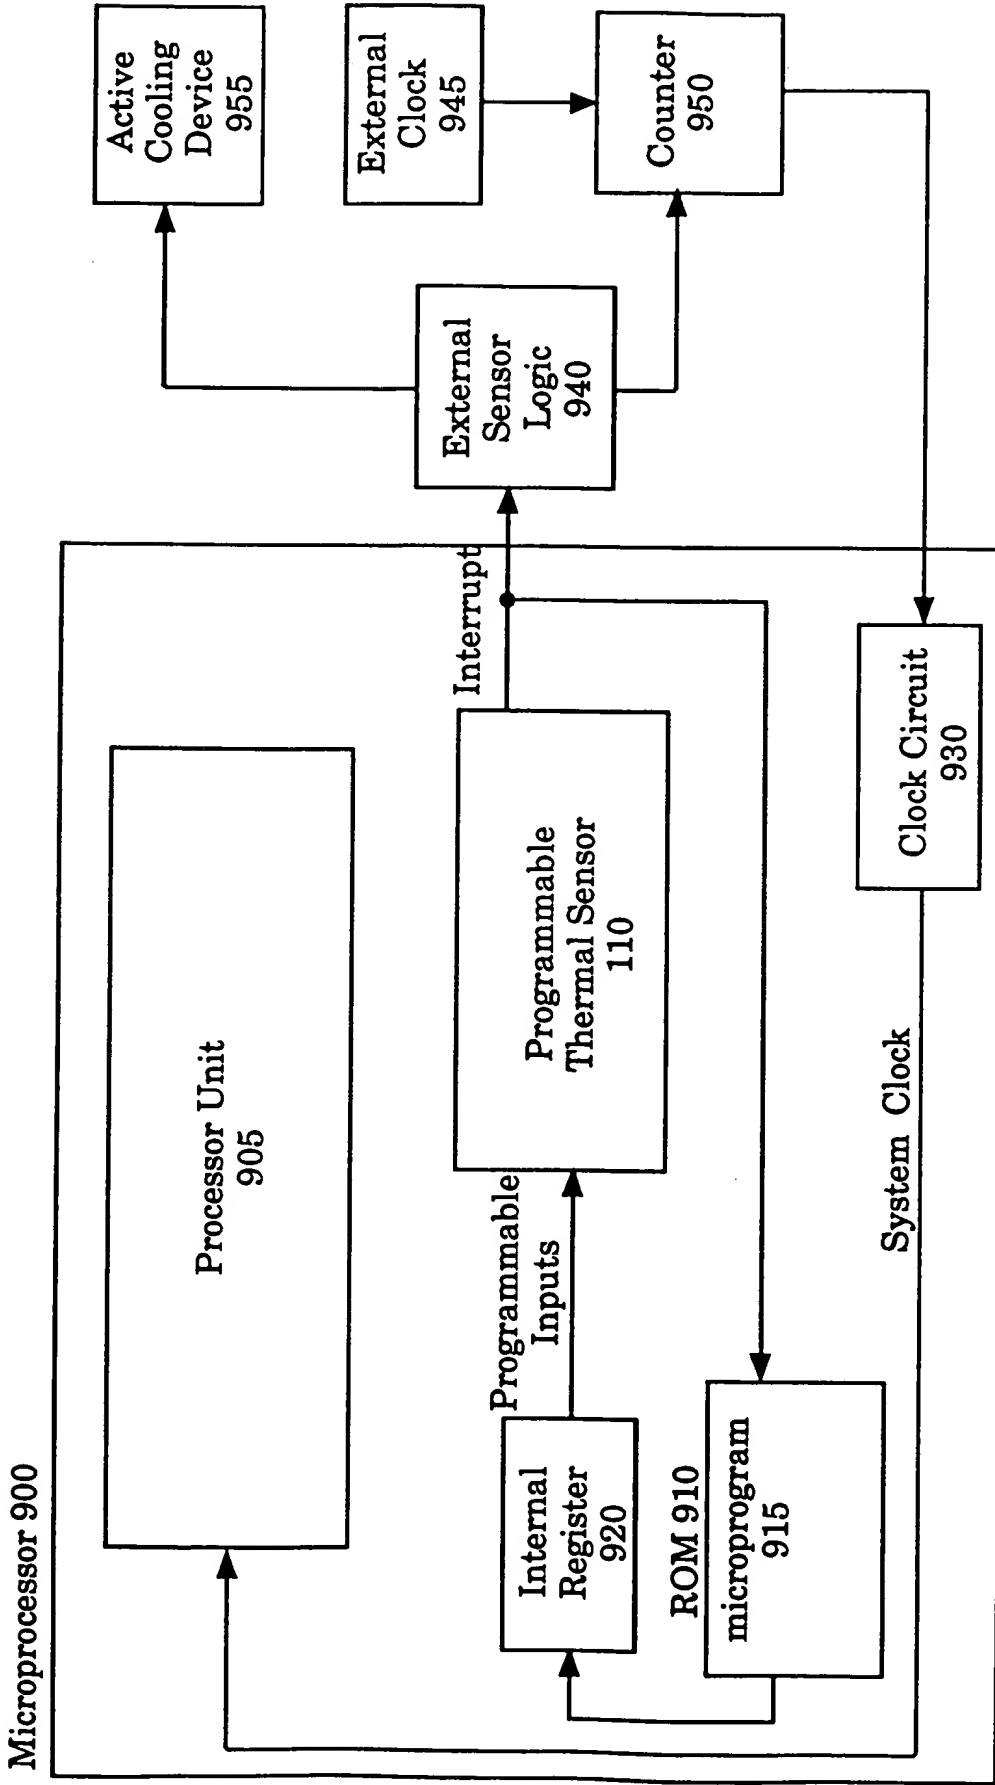 Microprocessor 900
Processor Unit
905
Internal
Register
920
Programmable
Inputs
Programmable
Thermal Sensor
110
Interrupt
ROM 910
microprogram
915
System Clock
Clock Circuit
930
External
Sensor
Logic
940
Active
Cooling
Device
955
External
Clock
945
Counter
950